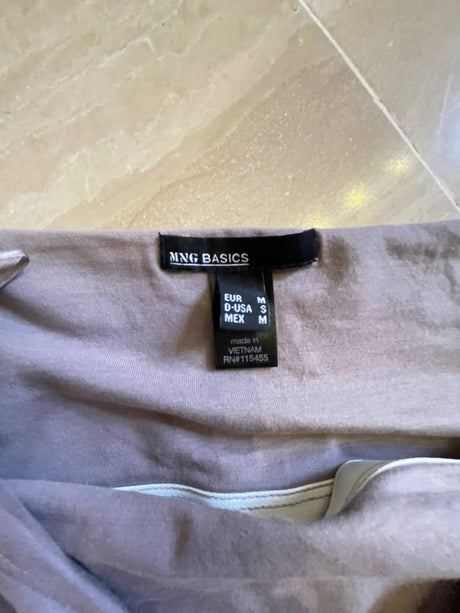 MNG BASICS
EUR M
D-USA S
MEX M
made in
VIETNAM
RN#115455